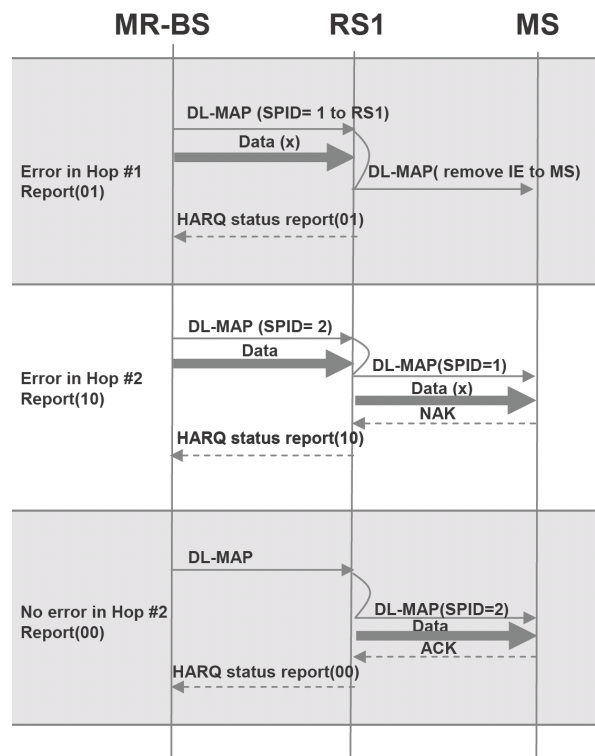 MR-BS RS1 MS
DL-MAP (SPID= 1 to RS1)
Data (x)
Error in Hop #1
Report(01)
DL-MAP( remove IE to MS)
HARQ status report(01)
DL-MAP (SPID= 2)
Data
DL-MAP(SPID=1)
Error in Hop #2
Report(10)
Data (x)
NAK
HARQ status report(10)
DL-MAP
No error in Hop #2
Report(00)
DL-MAP(SPID=2)
Data
ACK
HARQ status report(00)